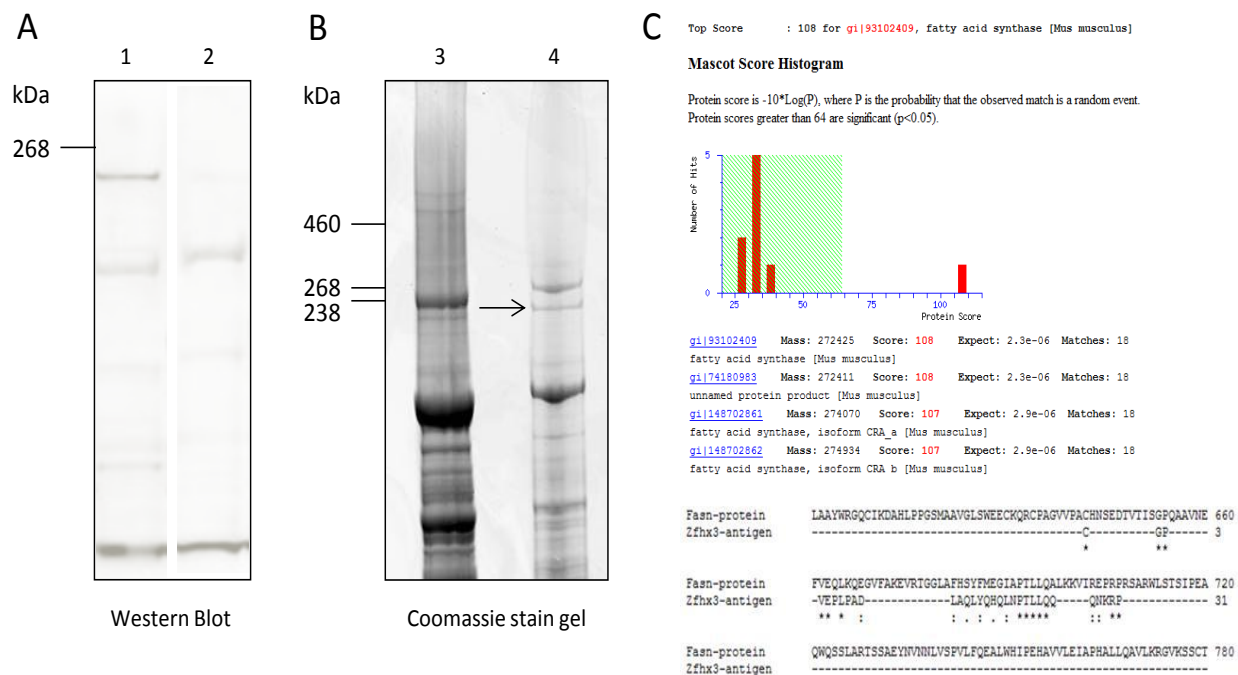 A
B
C
1
2
3
4
kDa
268
kDa
460
268
238
Western Blot
Coomassie stain gel
Top Score : 108 for gi|93102409, fatty acid synthase [Mus musculus]
Mascot Score Histogram
Protein score is -10*Log(P), where P is the probability that the observed match is a random event.
Protein scores greater than 64 are significant (p<0.05).
Number of Hits
5
0
25
50
75
100
Protein Score
gi|93102409 Mass: 272425 Score: 108 Expect: 2.3e-06 Matches: 18
fatty acid synthase [Mus musculus]
gi|74180983 Mass: 272411 Score: 108 Expect: 2.3e-06 Matches: 18
unnamed protein product [Mus musculus]
gi|148702861 Mass: 274070 Score: 107 Expect: 2.9e-06 Matches: 18
fatty acid synthase, isoform CRA_a [Mus musculus]
gi|148702862 Mass: 274934 Score: 107 Expect: 2.9e-06 Matches: 18
fatty acid synthase, isoform CRA b [Mus musculus]
Fasn-protein LAAYWRGQCIKDAHLPPGSMAAVGLSWEECKQRCPAGVVPACHNSEDTVTISGPQAAVNE 660
Zfhx3-antigen -----------------------------------------C----------GP------ 3
* **
Fasn-protein FVEQLKQEGVFAKEVRTGGLAFHSYFMEGIAPTLLQALKKVIREPRPRSARWLSTSIPEA 720
Zfhx3-antigen -VEPLPAD------------LAQLYQHQLNPTLLQQ-----QNKRP-------------- 31
** * : : . : . : ***** :: **
Fasn-protein QWQSSLARTSSAEYNVNNLVSPVLFQEALWHIPEHAVVLEIAPHALLQAVLKRGVKSSCT 780
Zfhx3-antigen ------------------------------------------------------------